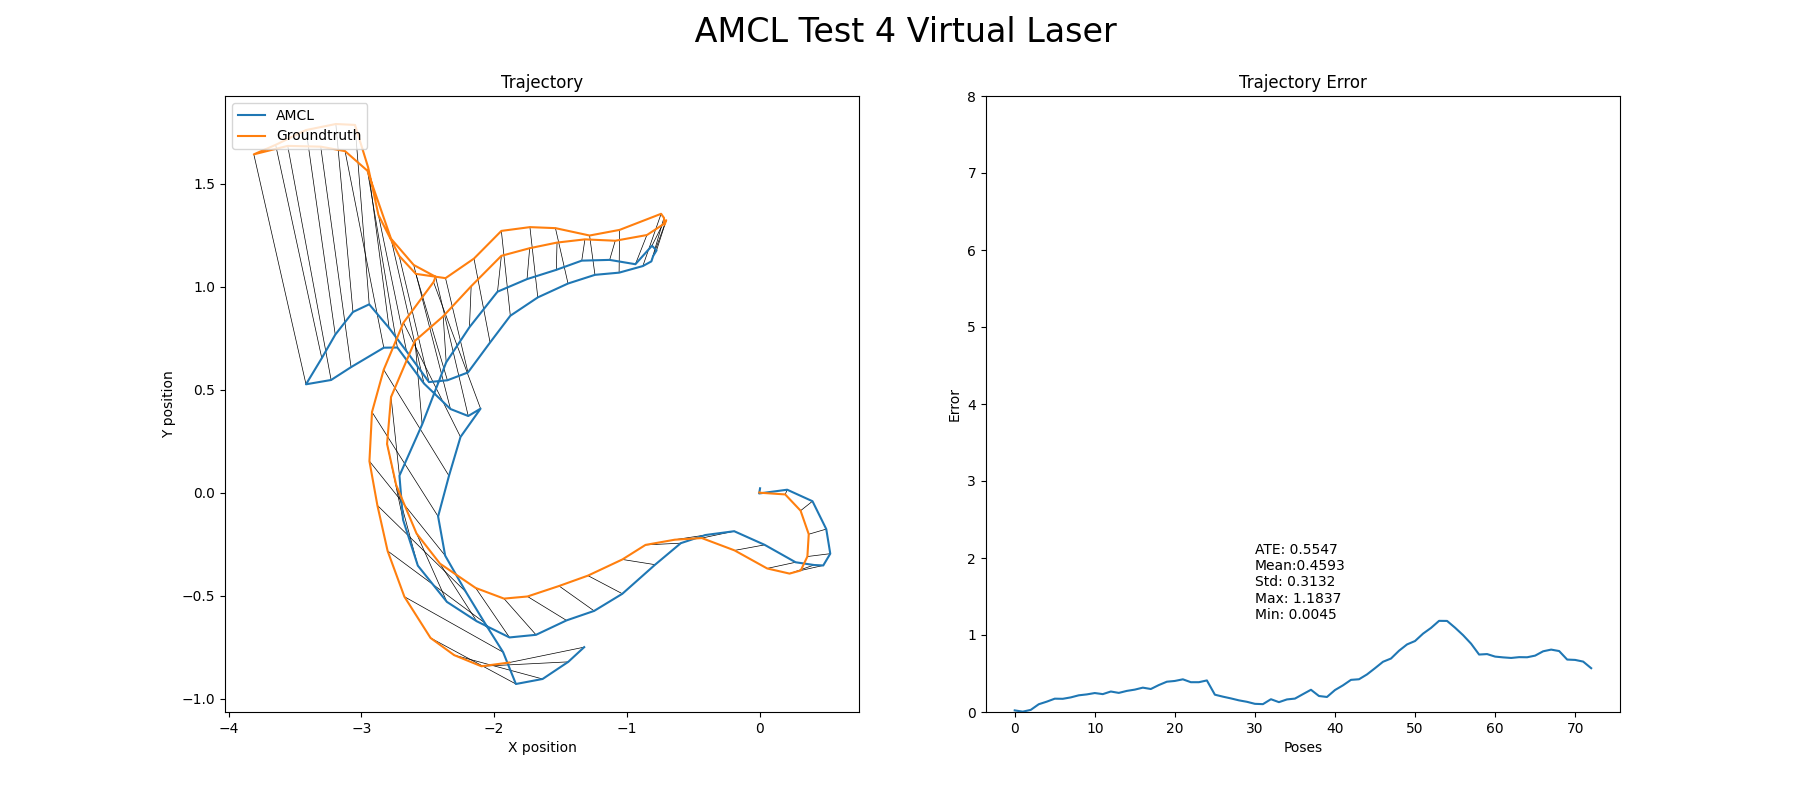 AMCL Test 4 Virtual Laser
Trajectory
AMCL
Groundtruth
1.5
1.0
0.5
0.0
−0.5
−1.0
Y position
−4 −3 −2 −1 0
X position
Trajectory Error
8
7
6
5
4
3
2
1
0
Error
ATE: 0.5547
Mean:0.4593
Std: 0.3132
Max: 1.1837
Min: 0.0045
0 10 20 30 40 50 60 70
Poses